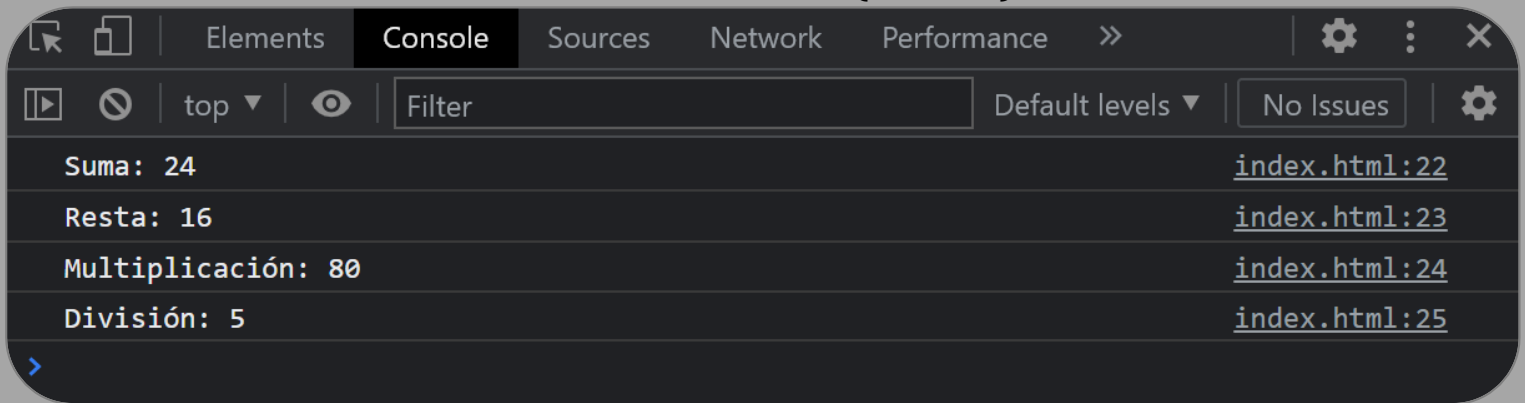 Elements Console Sources Network Performance
top Filter Default levels No Issues
Suma: 24 index.html:22
Resta: 16 index.html:23
Multiplicación: 80 index.html:24
División: 5 index.html:25